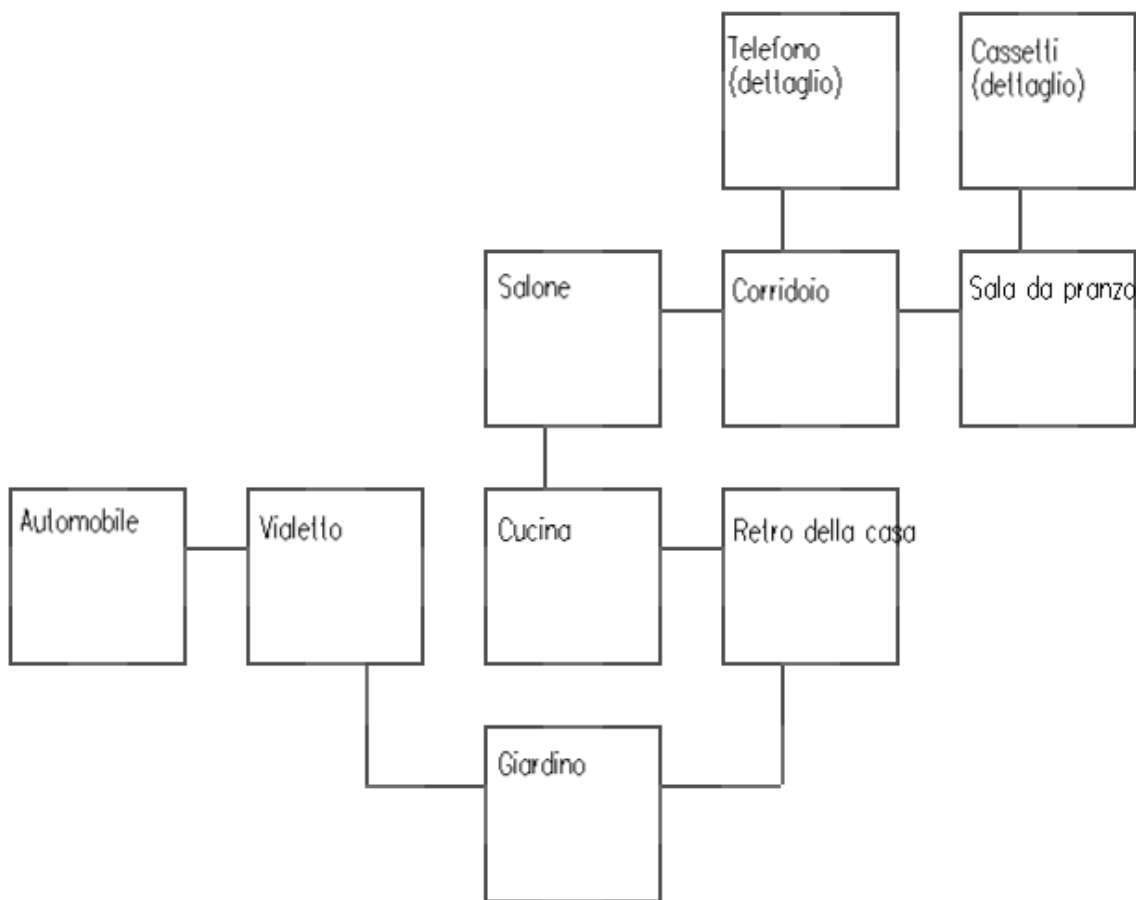 Telefono
(dettaglio)
Cassetti
(dettaglio)
Salone
Corridoio
Sala da pranzo
Automobile
Vialetto
Cucina
Retro della casa
Giardino